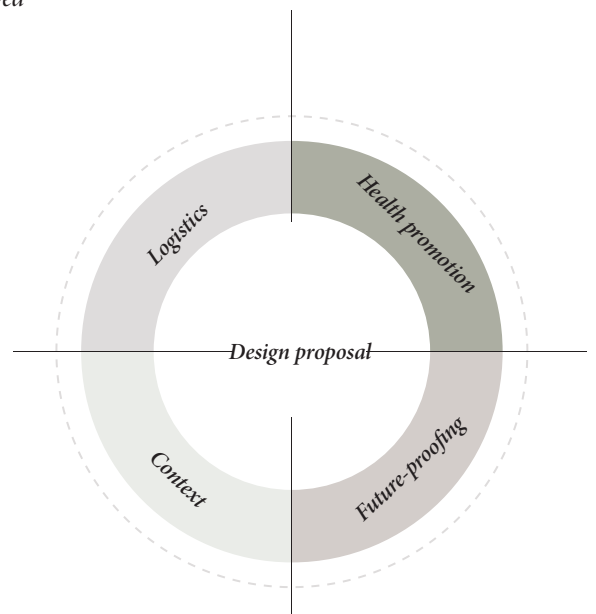 Health promotion
Logistics
Design proposal
Context
Future-proofing